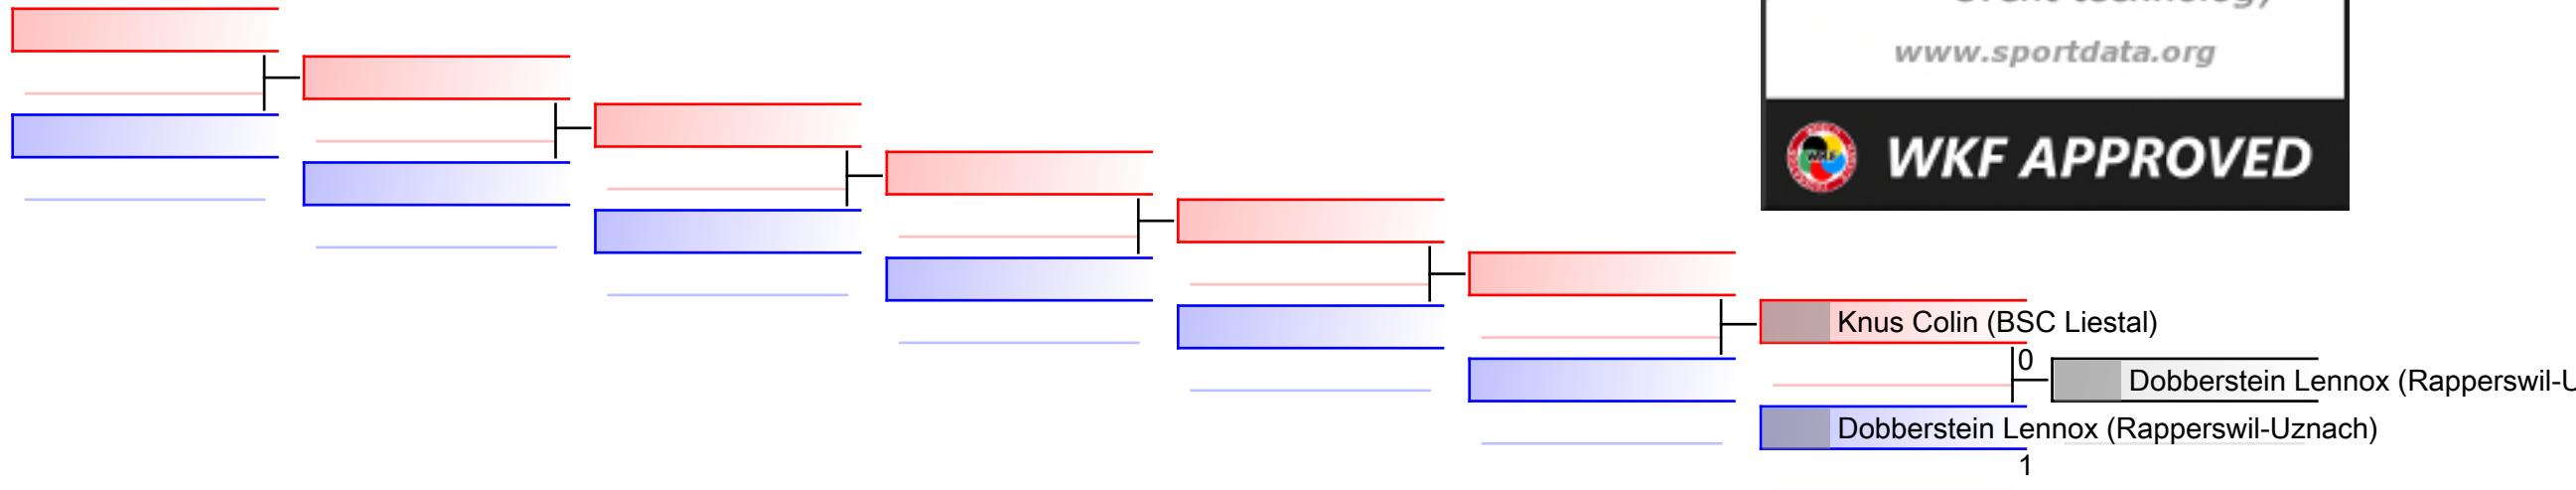 www.sportdata.org
WKF APPROVED
Knus Colin (BSC Liestal)
0
Dobberstein Lennox (Rapperswil-U
Dobberstein Lennox (Rapperswil-Uznach)
1